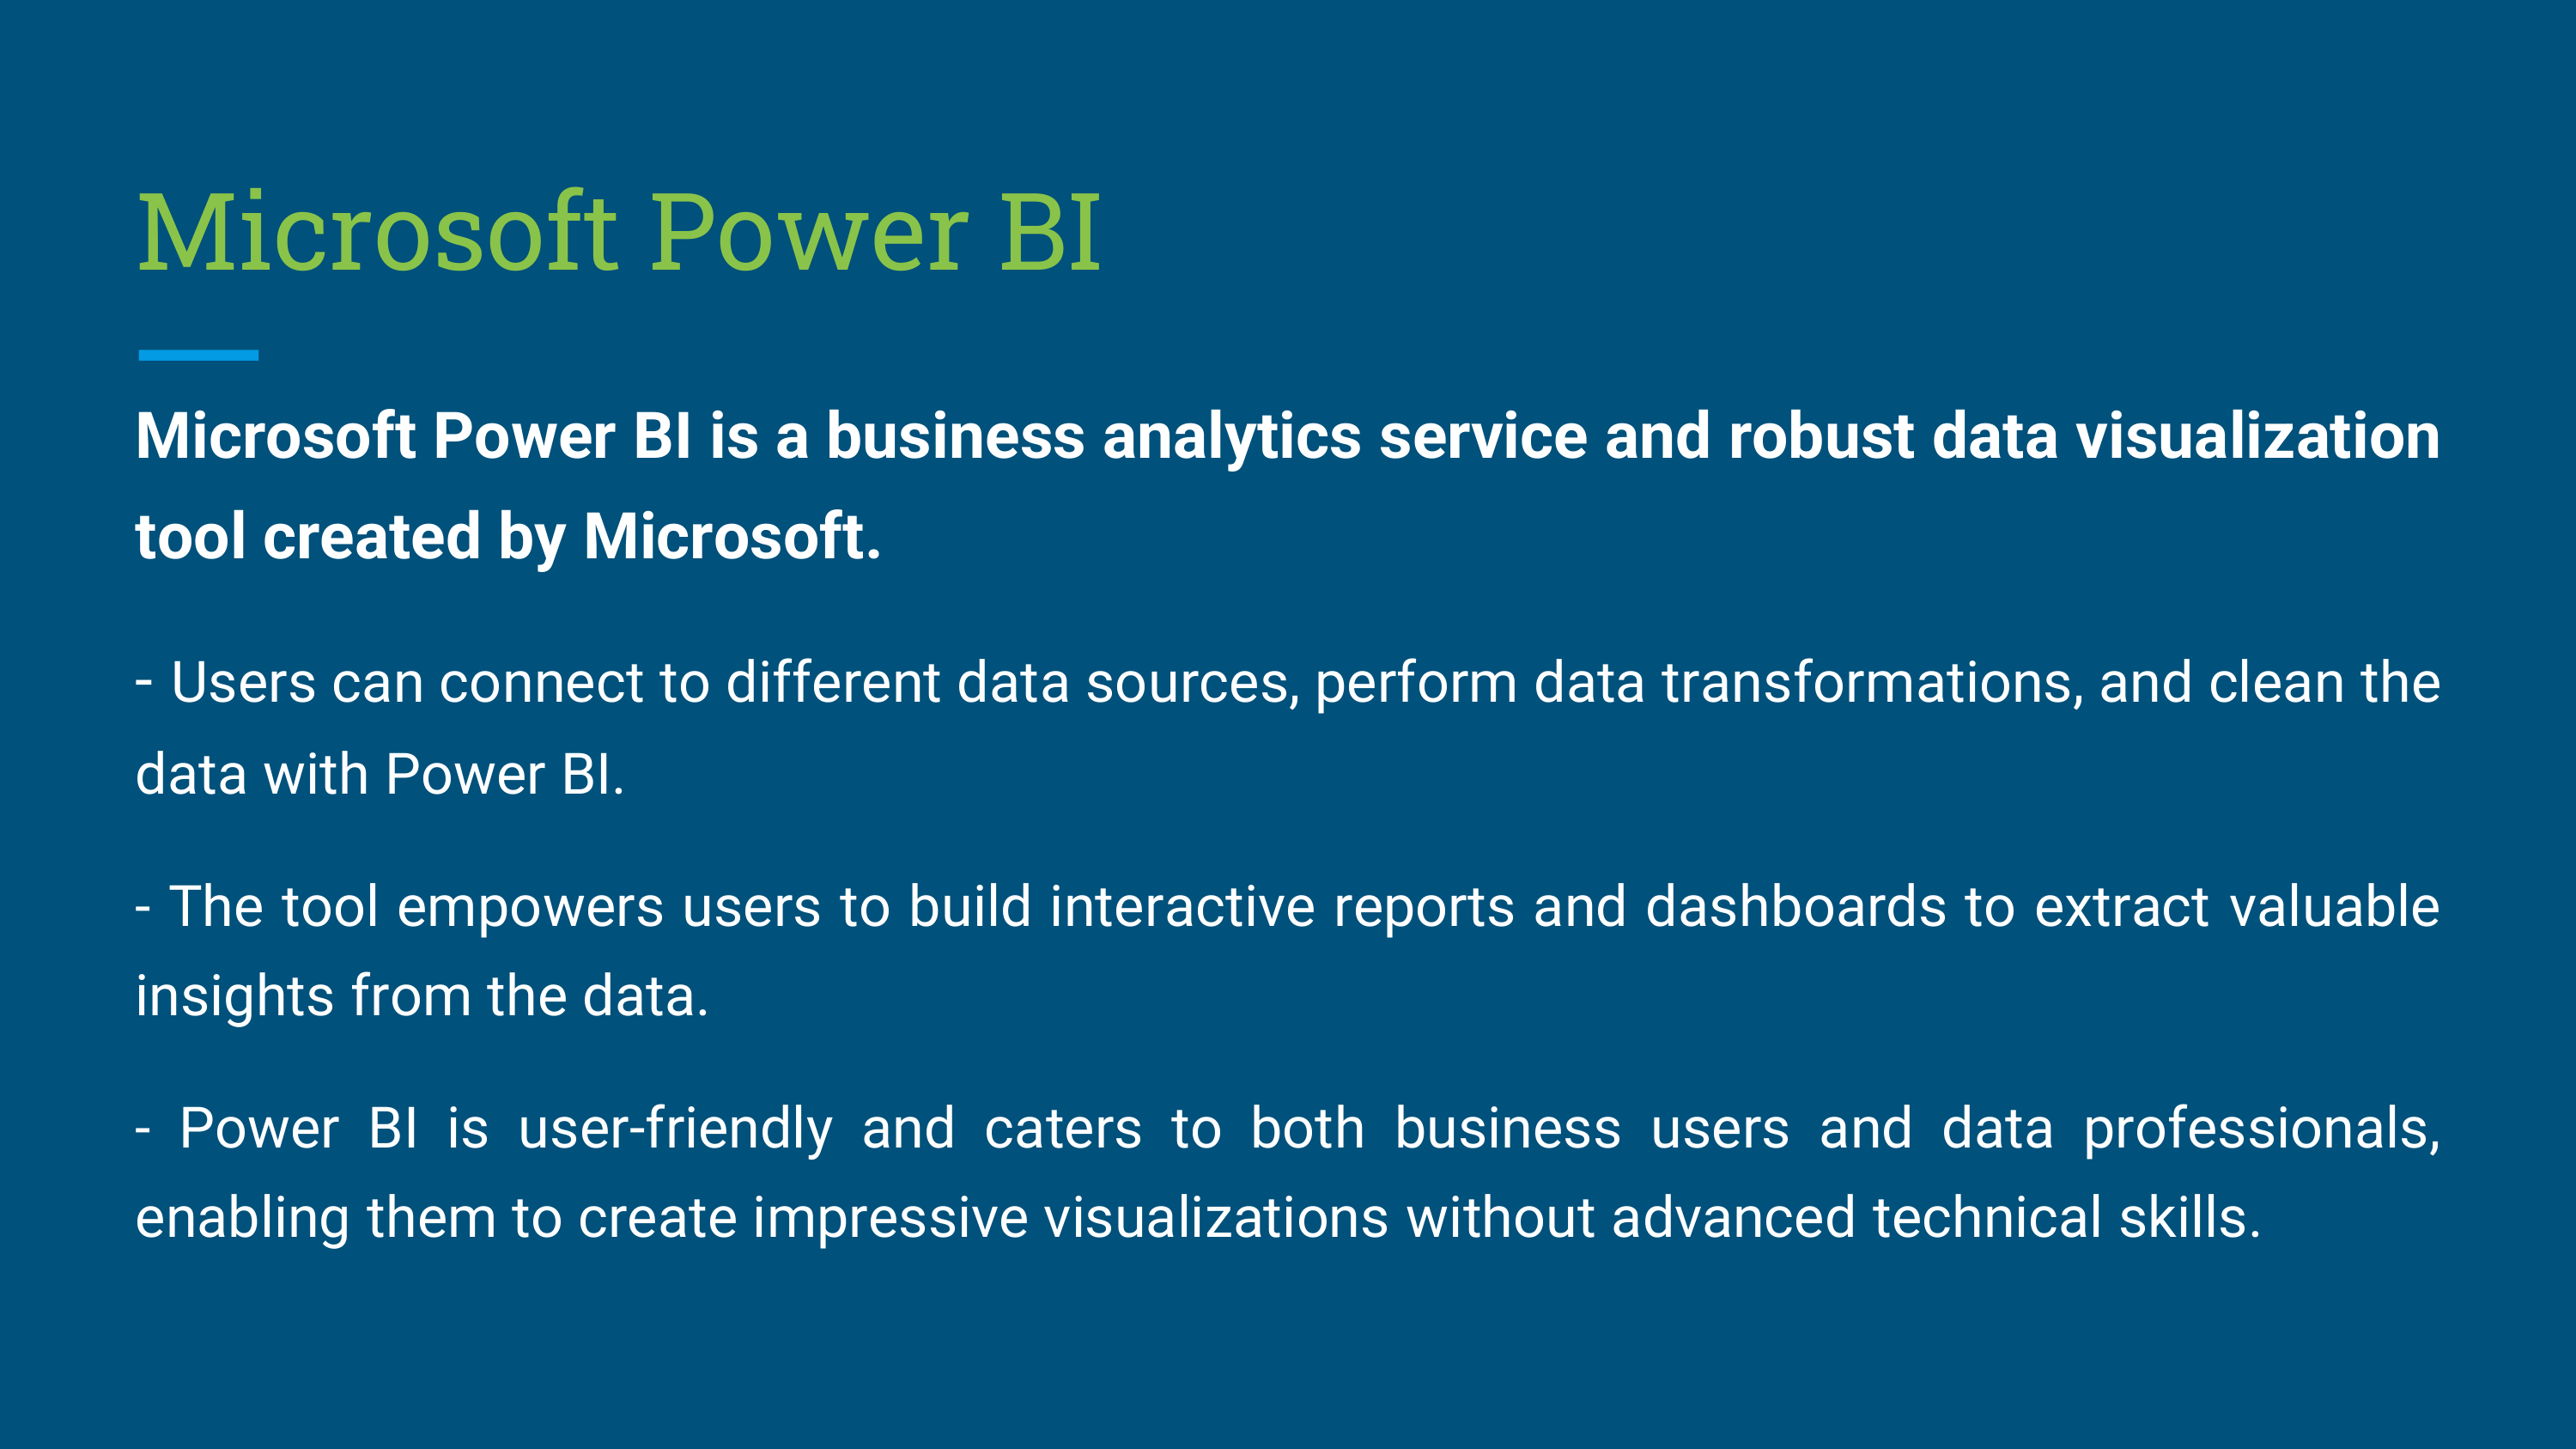 Microsoft Power BI
Microsoft Power BI is a business analytics service and robust data visualization
tool created by Microsoft.
- Users can connect to different data sources, perform data transformations, and clean the
data with Power BI.
- The tool empowers users to build interactive reports and dashboards to extract valuable
insights from the data.
- Power BI is user-friendly and caters to both business users and data professionals,
enabling them to create impressive visualizations without advanced technical skills.